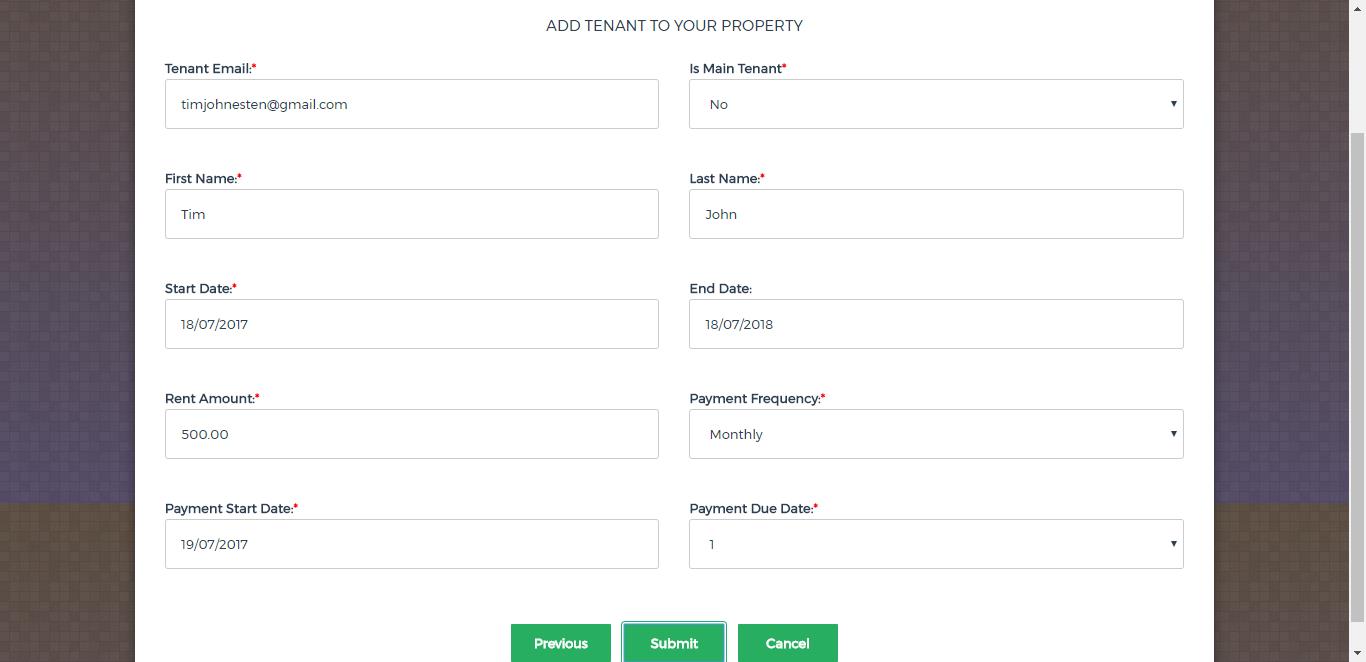 ADD TENANT TO YOUR PROPERTY
Tenant Email:* Is Main Tenant*
timjohnesten@gmail.com No
First Name:* Last Name:*
Tim John
Start Date:* End Date:
18/07/2017 18/07/2018
Rent Amount:* Payment Frequency:*
500.00 Monthly
Payment Start Date:* Payment Due Date:*
19/07/2017 1
Previous Submit Cancel